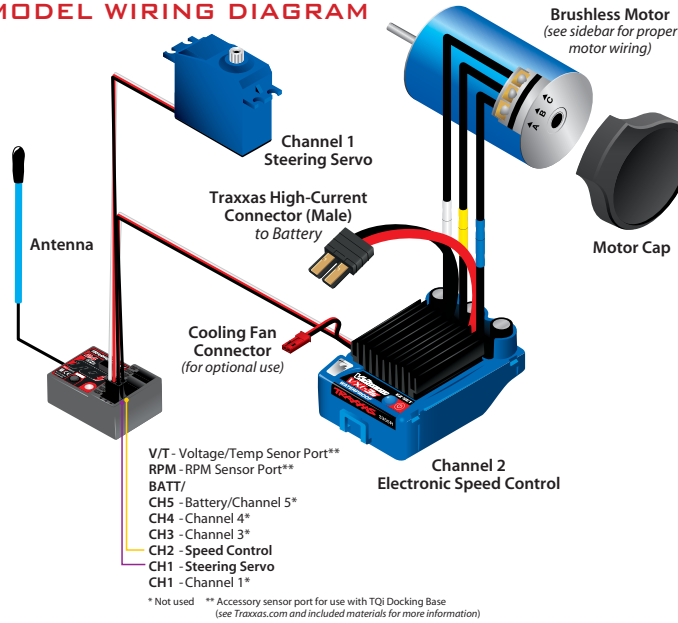 MODEL WIRING DIAGRAM
Brushless Motor
(see sidebar for proper
motor wiring)
A
B
C
Channel 1
Steering Servo
Traxxas High-Current
Connector (Male)
to Battery
Antenna
Motor Cap
Cooling Fan
Connector
(for optional use)
VXL-3s
WATERPROOF
TRAXXAS
Channel 2
Electronic Speed Control
V/T - Voltage/Temp Senor Port**
RPM - RPM Sensor Port**
BATT/
CH5 - Battery/Channel 5*
CH4 - Channel 4*
CH3 - Channel 3*
CH2 - Speed Control
CH1 - Steering Servo
CH1 - Channel 1*
* Not used ** Accessory sensor port for use with TQi Docking Base
(see Traxxas.com and included materials for more information)